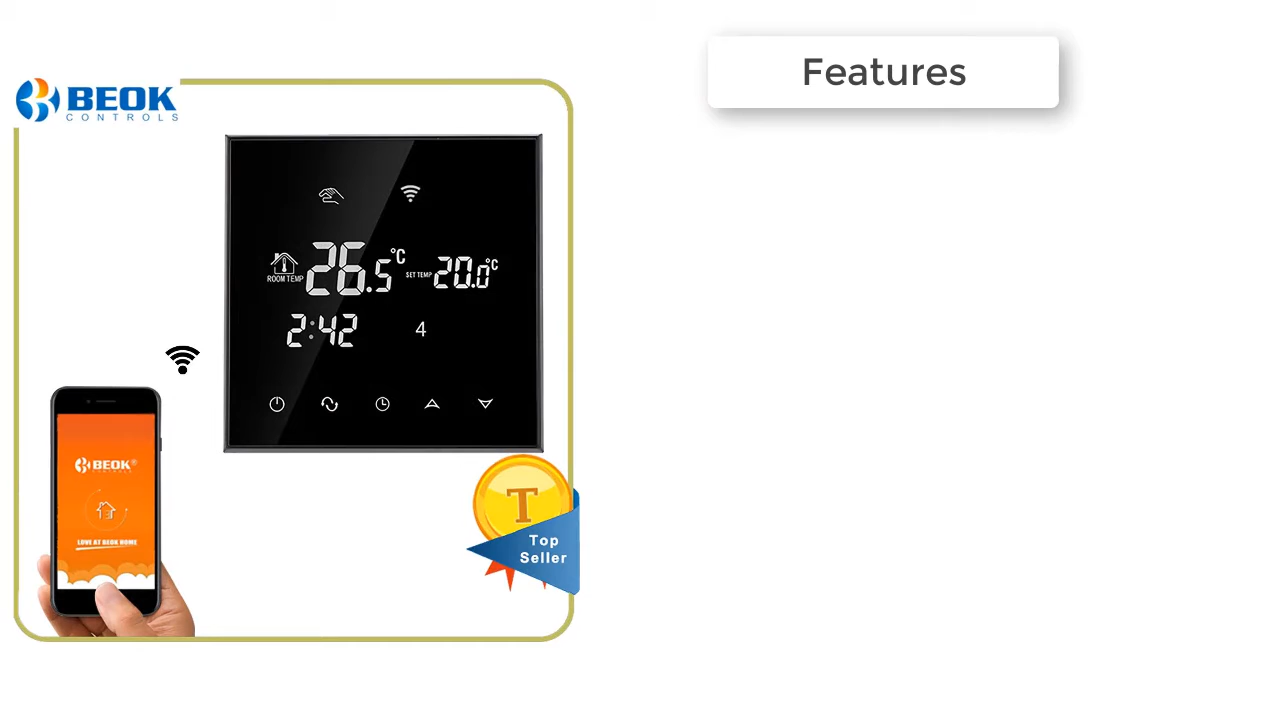 Features
BEOK
CONTROLS
26.5°C
SET TEMP 20.0°C
ROOM TEMP
2:42
4
BEOK®
CONTROLS
LOVE AT BEOK HOME
T
Top
Seller